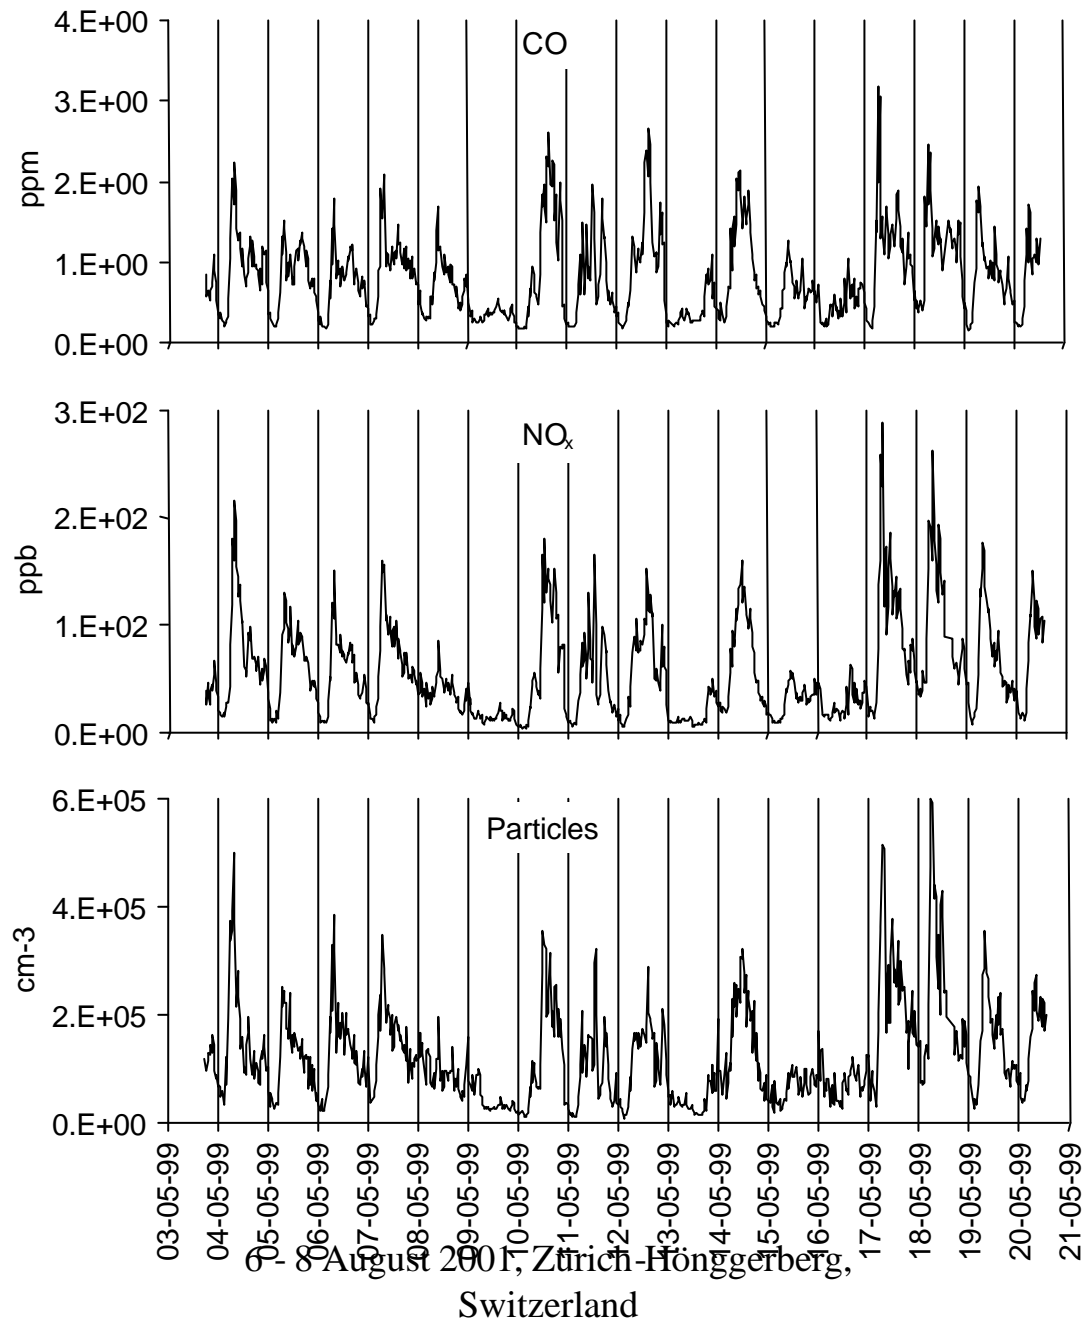 4.E+00
CO
3.E+00
2.E+00
1.E+00
0.E+00
ppm
3.E+02
NOx
2.E+02
1.E+02
0.E+00
ppb
6.E+05
Particles
4.E+05
2.E+05
0.E+00
cm-3
03-05-99
04-05-99
05-05-99
06-05-99
07-05-99
08-05-99
09-05-99
10-05-99
11-05-99
12-05-99
13-05-99
14-05-99
15-05-99
16-05-99
17-05-99
18-05-99
19-05-99
20-05-99
21-05-99
6 - 8 August 2001, Zürich-Hönggerberg,
Switzerland